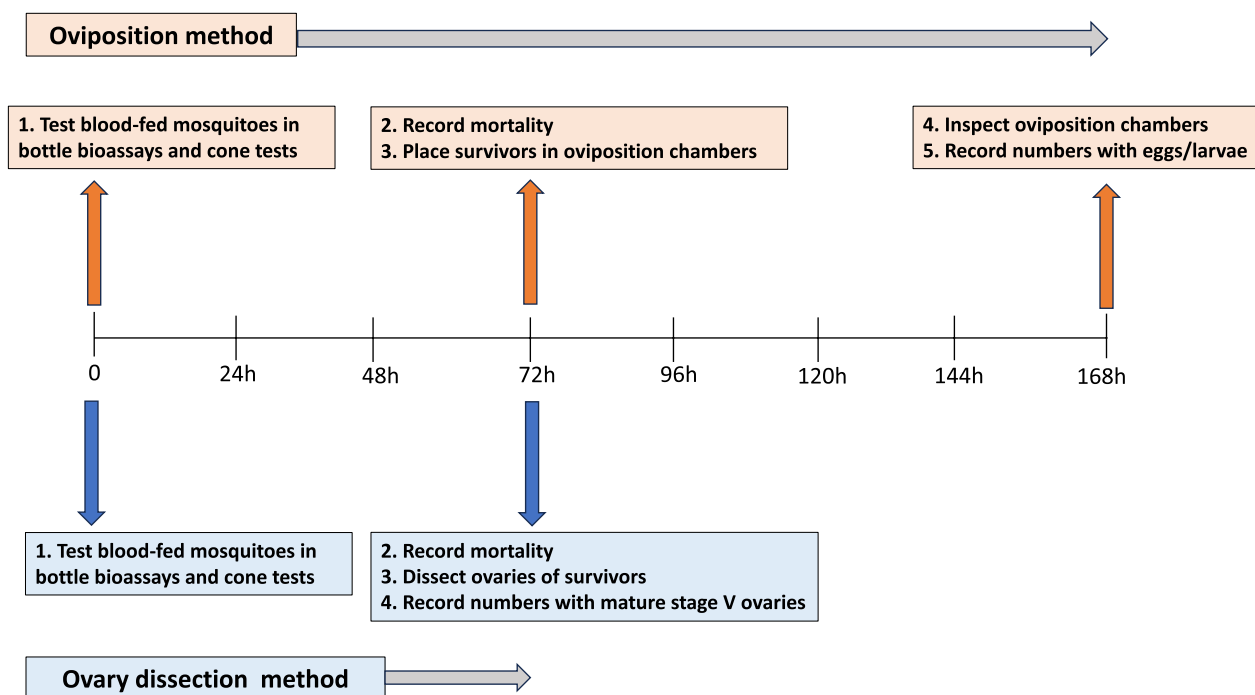 Oviposition method
1. Test blood-fed mosquitoes in
bottle bioassays and cone tests
2. Record mortality
3. Place survivors in oviposition chambers
4. Inspect oviposition chambers
5. Record numbers with eggs/larvae
0
24h
48h
72h
96h
120h
144h
168h
1. Test blood-fed mosquitoes in
bottle bioassays and cone tests
2. Record mortality
3. Dissect ovaries of survivors
4. Record numbers with mature stage V ovaries
Ovary dissection method